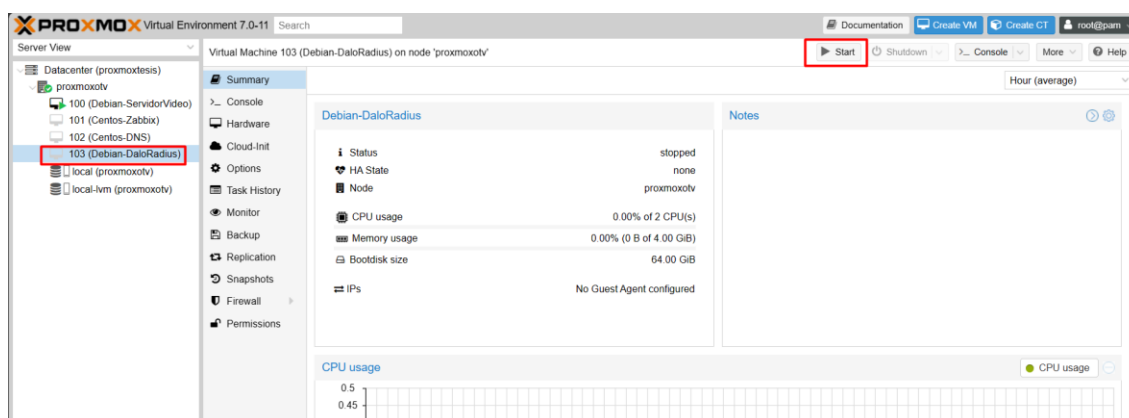 PROXMOX Virtual Environment 7.0-11 Search Documentation Create VM Create CT root@pam
Server View
Virtual Machine 103 (Debian-DaloRadius) on node 'proxmoxotv' Start Shutdown Console More Help
Datacenter (proxmoxtesis)
proxmoxotv
100 (Debian-ServidorVideo)
101 (Centos-Zabbix)
102 (Centos-DNS)
103 (Debian-DaloRadius)
local (proxmoxotv)
local-lvm (proxmoxotv)
Summary
Console
Hardware
Cloud-Init
Options
Task History
Monitor
Backup
Replication
Snapshots
Firewall
Permissions
Hour (average)
Debian-DaloRadius
Status stopped
HA State none
Node proxmoxotv
CPU usage 0.00% of 2 CPU(s)
Memory usage 0.00% (0 B of 4.00 GiB)
Bootdisk size 64.00 GiB
IPs No Guest Agent configured
Notes
CPU usage
CPU usage
0.5
0.45